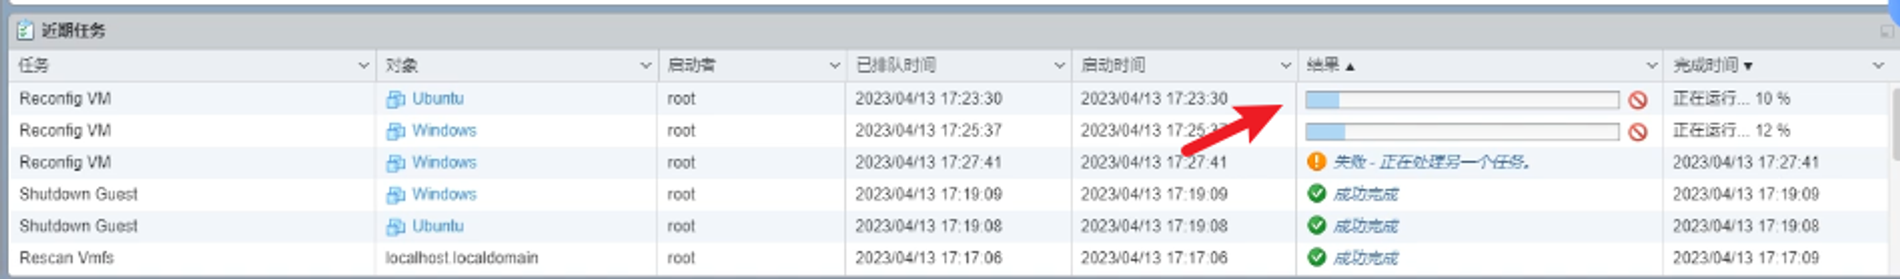 近期任务
任务 对象 启动者 已排队时间 启动时间 结果▲ 完成时间▼
Reconfig VM Ubuntu root 2023/04/13 17:23:30 2023/04/13 17:23:30 正在运行... 10 %
Reconfig VM Windows root 2023/04/13 17:25:37 2023/04/13 17:25:37 正在运行... 12 %
Reconfig VM Windows root 2023/04/13 17:27:41 2023/04/13 17:27:41 失败 - 正在处理另一个任务。 2023/04/13 17:27:41
Shutdown Guest Windows root 2023/04/13 17:19:09 2023/04/13 17:19:09 成功完成 2023/04/13 17:19:09
Shutdown Guest Ubuntu root 2023/04/13 17:19:08 2023/04/13 17:19:08 成功完成 2023/04/13 17:19:08
Rescan Vmfs localhost.localdomain root 2023/04/13 17:17:06 2023/04/13 17:17:06 成功完成 2023/04/13 17:17:09